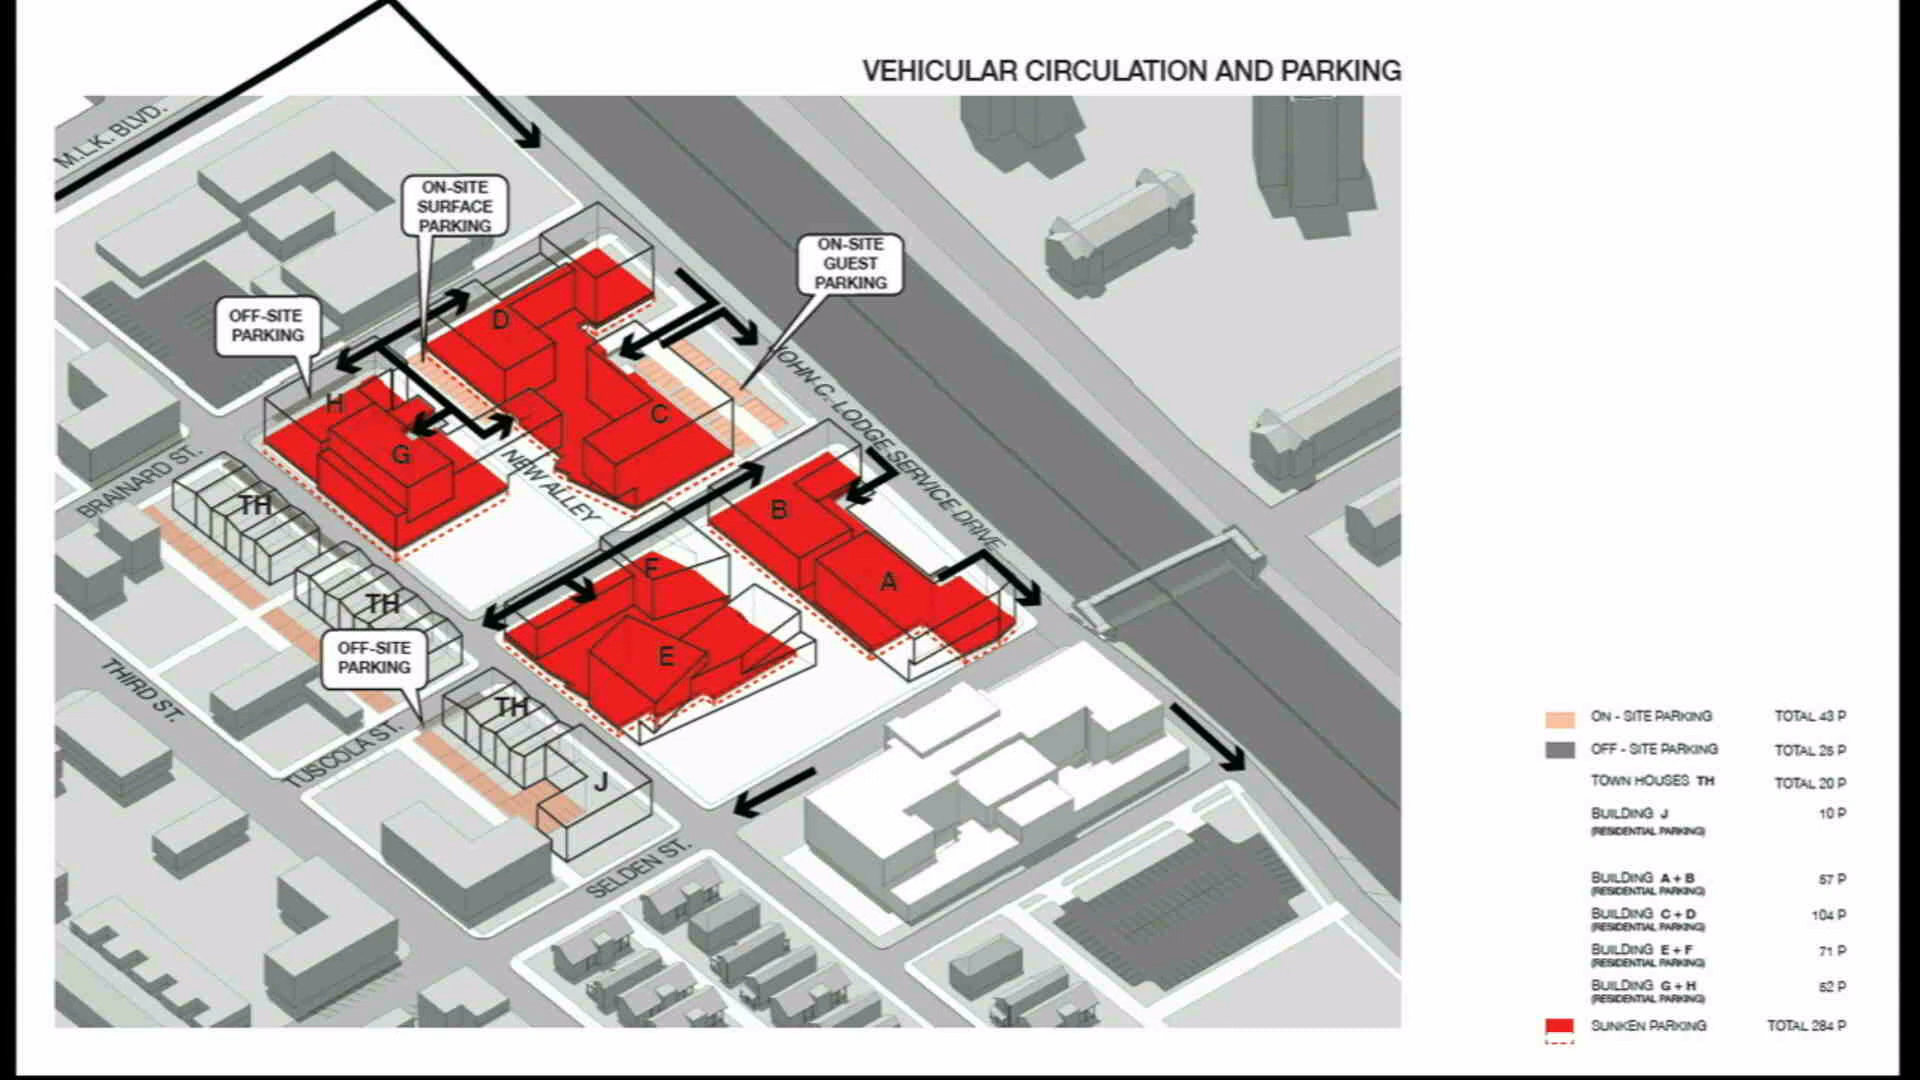 VEHICULAR CIRCULATION AND PARKING
M.L.K. BLVD.
ON-SITE
SURFACE
PARKING
ON-SITE
GUEST
PARKING
OFF-SITE
PARKING
D
H
C
G
JOHN C. LODGE SERVICE DRIVE
NEW ALLEY
BRAINARD ST.
TH
B
F
A
TH
OFF-SITE
PARKING
E
THIRD ST.
TH
TUSCOLA ST.
J
SELDEN ST.
ON - SITE PARKING TOTAL 43 P
OFF - SITE PARKING TOTAL 25 P
TOWN HOUSES TH TOTAL 20 P
BUILDING J 10 P
(RESIDENTIAL PARKING)
BUILDING A + B 57 P
(RESIDENTIAL PARKING)
BUILDING C + D 104 P
(RESIDENTIAL PARKING)
BUILDING E + F 71 P
(RESIDENTIAL PARKING)
BUILDING G + H 52 P
(RESIDENTIAL PARKING)
SUNKEN PARKING TOTAL 284 P